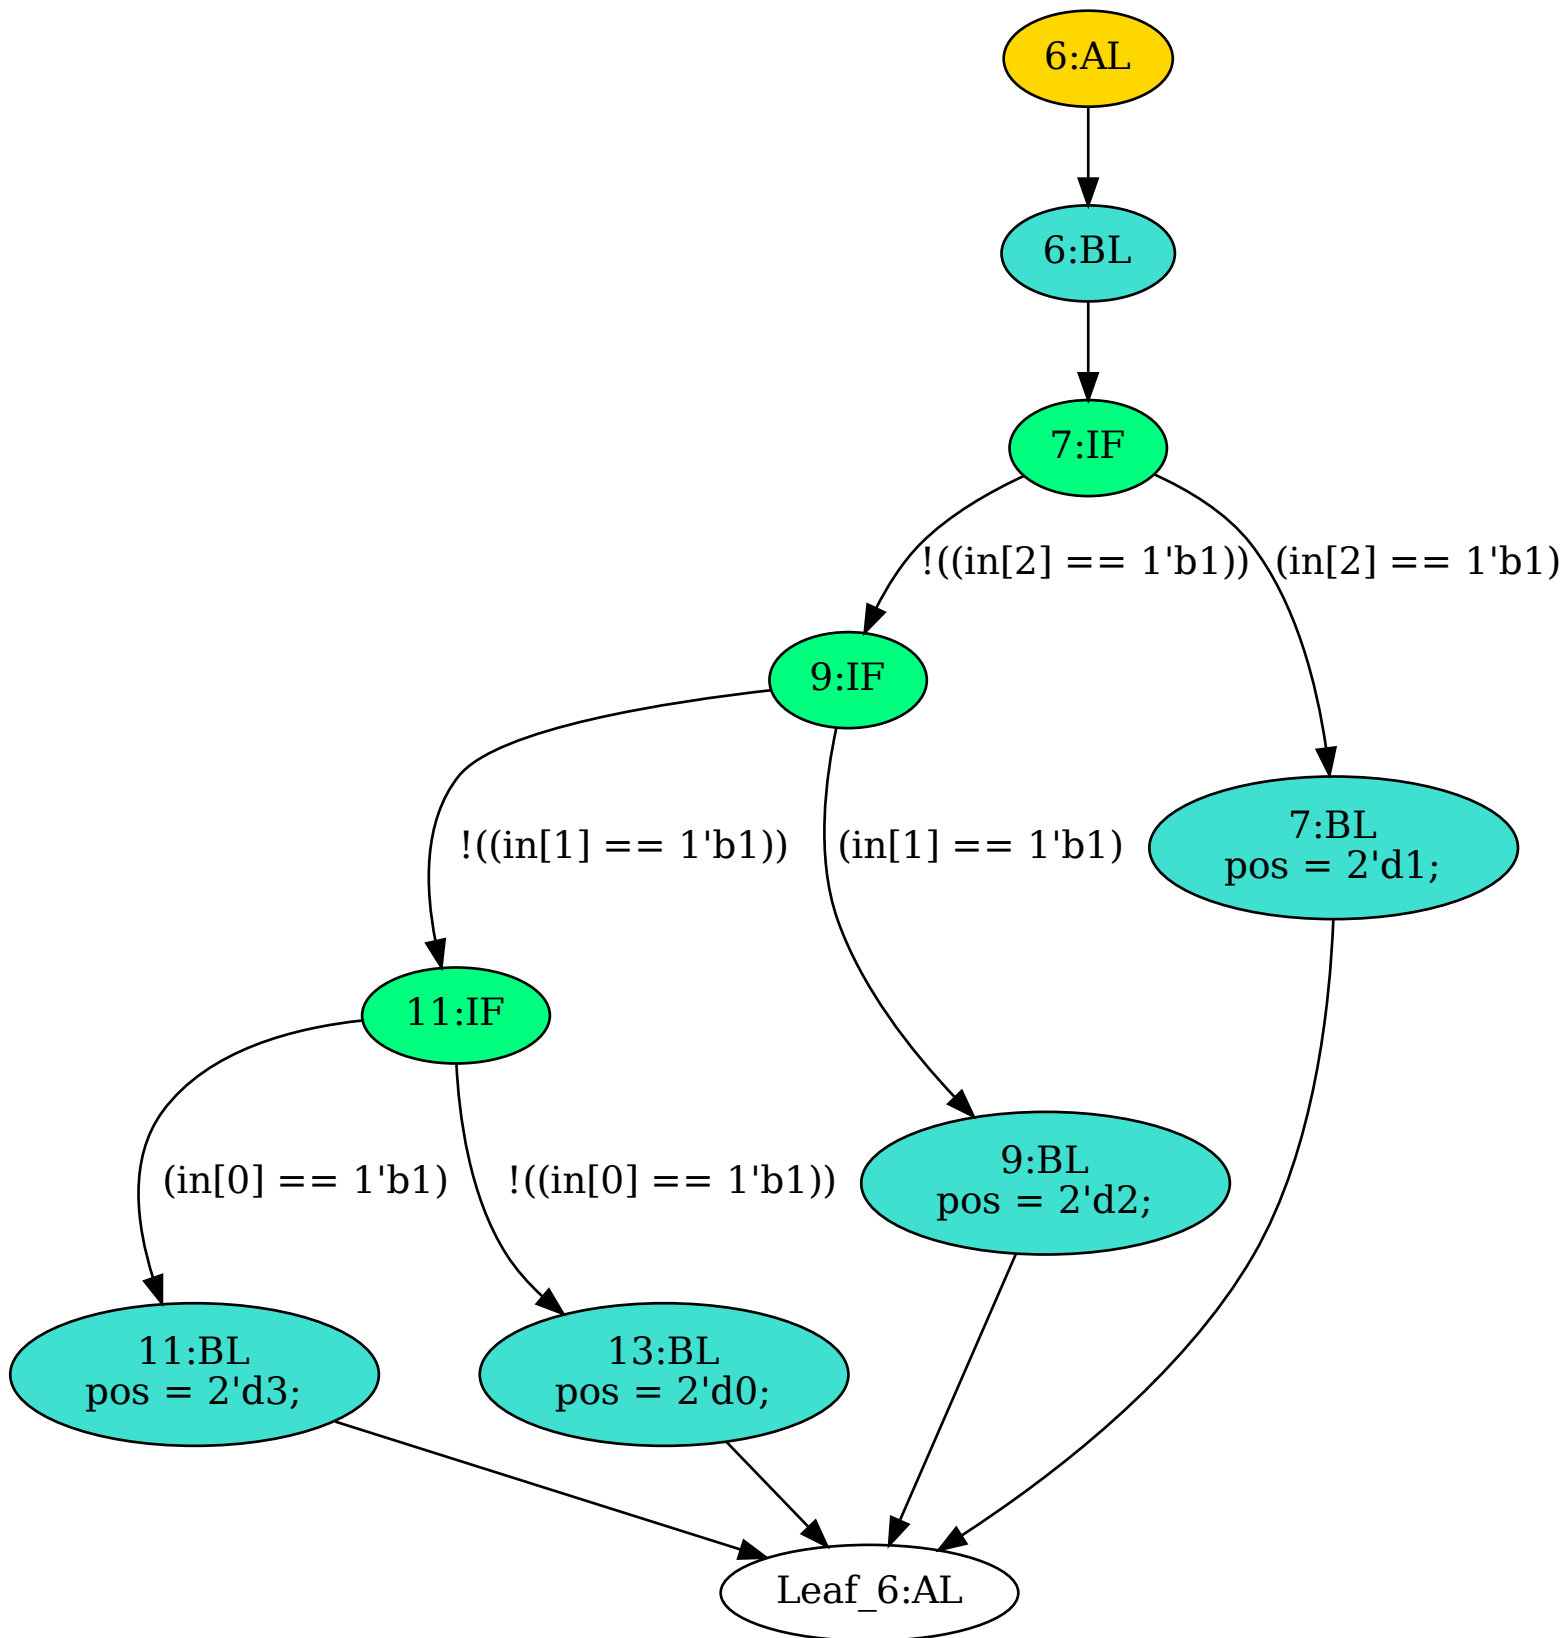 6:AL
6:BL
7:IF
!((in[2] == 1'b1))
(in[2] == 1'b1)
9:IF
7:BL
pos = 2'd1;
!((in[1] == 1'b1))
(in[1] == 1'b1)
11:IF
9:BL
pos = 2'd2;
(in[0] == 1'b1)
!((in[0] == 1'b1))
11:BL
pos = 2'd3;
13:BL
pos = 2'd0;
Leaf_6:AL